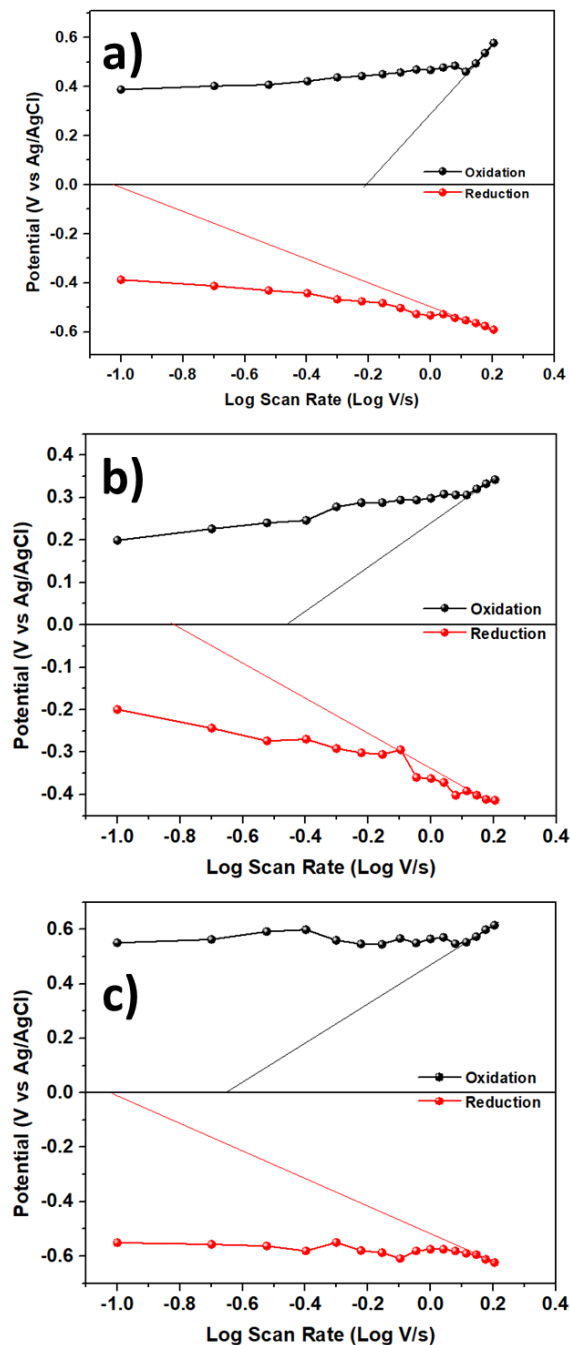 a)
0.6
0.4
0.2
0.0
-0.2
-0.4
-0.6
Potential (V vs Ag/AgCl)
Oxidation
Reduction
-1.0 -0.8 -0.6 -0.4 -0.2 0.0 0.2 0.4
Log Scan Rate (Log V/s)
b)
0.4
0.3
0.2
0.1
0.0
-0.1
-0.2
-0.3
-0.4
Potential (V vs Ag/AgCl)
Oxidation
Reduction
-1.0 -0.8 -0.6 -0.4 -0.2 0.0 0.2 0.4
Log Scan Rate (Log V/s)
c)
0.6
0.4
0.2
0.0
-0.2
-0.4
-0.6
Potential (V vs Ag/AgCl)
Oxidation
Reduction
-1.0 -0.8 -0.6 -0.4 -0.2 0.0 0.2 0.4
Log Scan Rate (Log V/s)